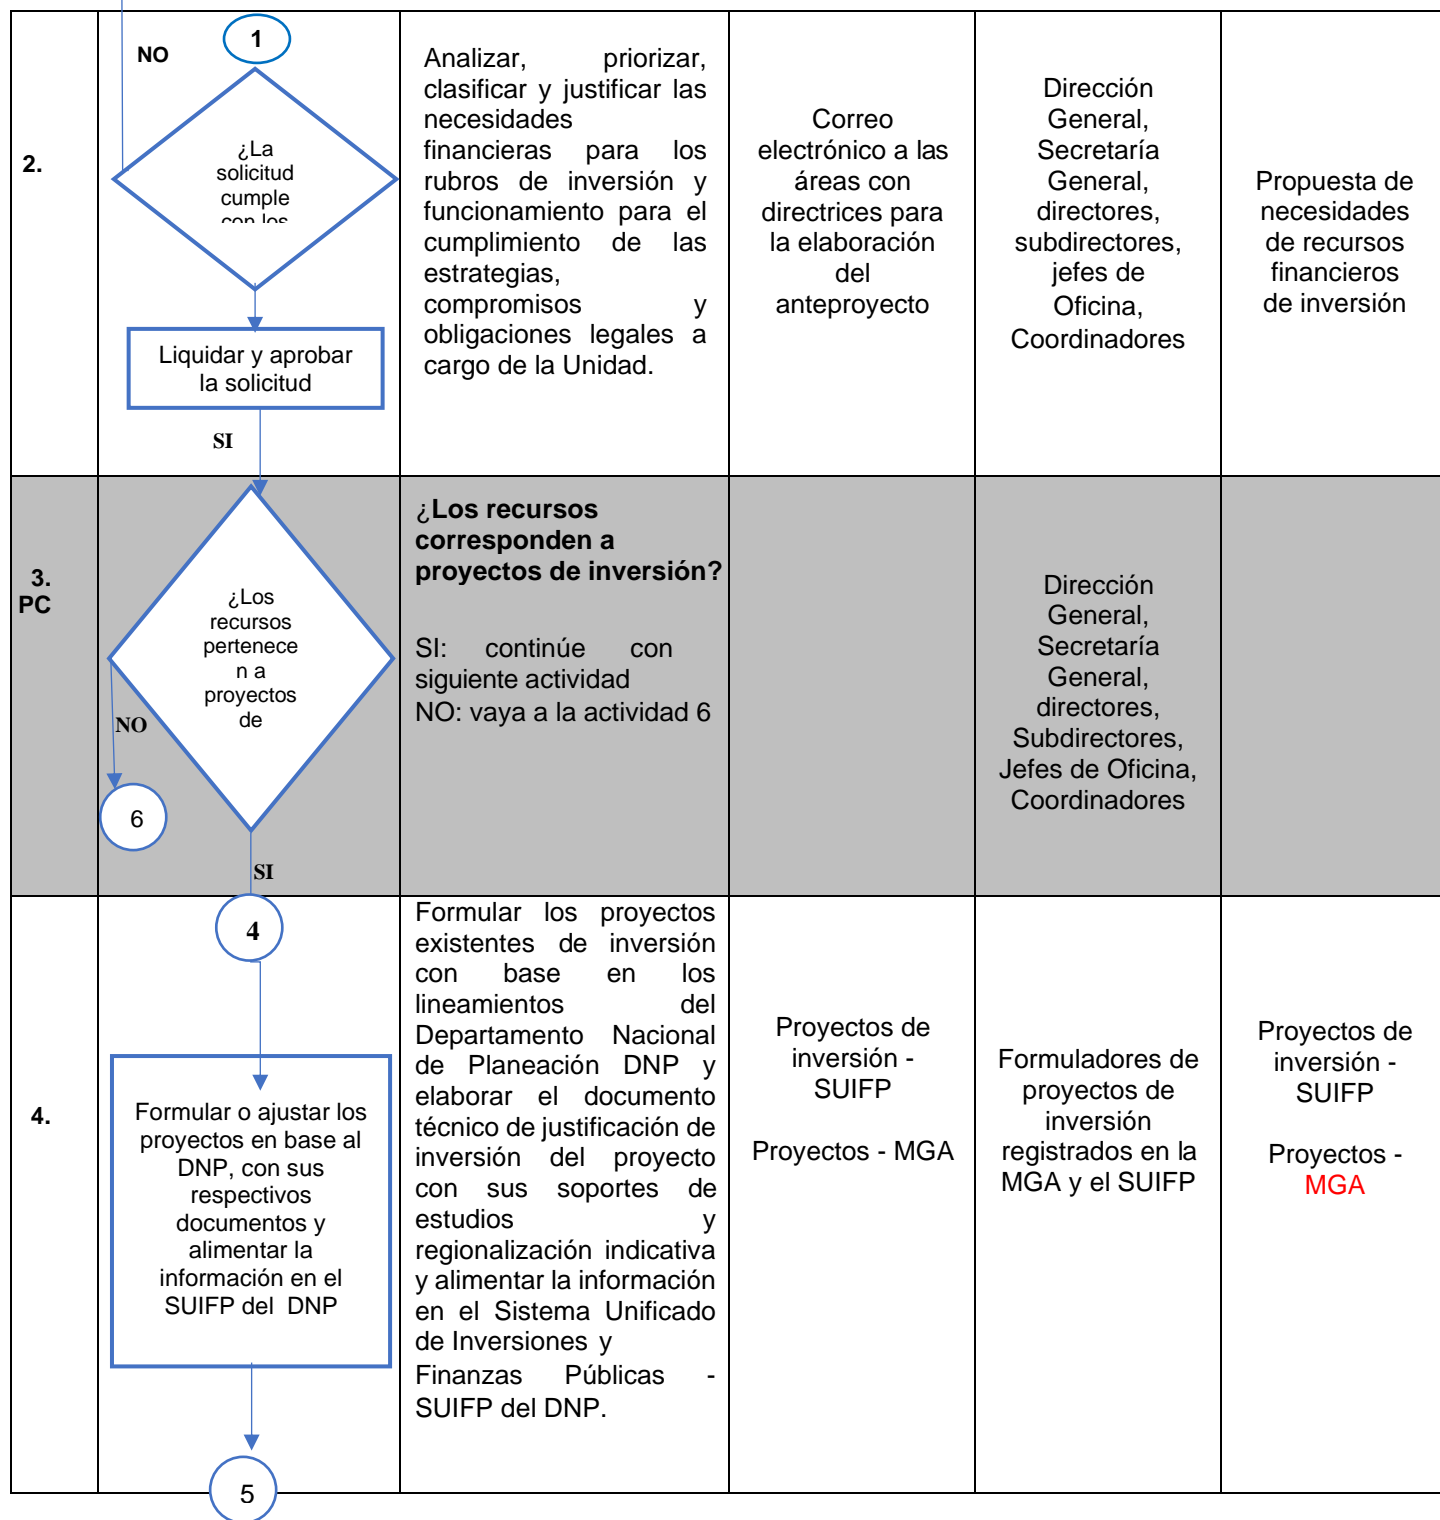 2.
NO
1
¿La
solicitud
cumple
con los
Liquidar y aprobar
la solicitud
SI
Analizar, priorizar,
clasificar y justificar las
necesidades
financieras para los
rubros de inversión y
funcionamiento para el
cumplimiento de las
estrategias,
compromisos y
obligaciones legales a
cargo de la Unidad.
Correo
electrónico a las
áreas con
directrices para
la elaboración
del
anteproyecto
Dirección
General,
Secretaría
General,
directores,
subdirectores,
jefes de
Oficina,
Coordinadores
Propuesta de
necesidades
de recursos
financieros
de inversión
3.
PC
¿Los
recursos
pertenece
n a
proyectos
de
NO
6
SI
¿Los recursos
corresponden a
proyectos de inversión?
SI: continúe con
siguiente actividad
NO: vaya a la actividad 6
Dirección
General,
Secretaría
General,
directores,
Subdirectores,
Jefes de Oficina,
Coordinadores
4.
4
Formular o ajustar los
proyectos en base al
DNP, con sus
respectivos
documentos y
alimentar la
información en el
SUIFP del DNP
5
Formular los proyectos
existentes de inversión
con base en los
lineamientos del
Departamento Nacional
de Planeación DNP y
elaborar el documento
técnico de justificación de
inversión del proyecto
con sus soportes de
estudios y
regionalización indicativa
y alimentar la información
en el Sistema Unificado
de Inversiones y
Finanzas Públicas -
SUIFP del DNP.
Proyectos de
inversión -
SUIFP
Proyectos - MGA
Formuladores de
proyectos de
inversión
registrados en la
MGA y el SUIFP
Proyectos de
inversión -
SUIFP
Proyectos -
MGA